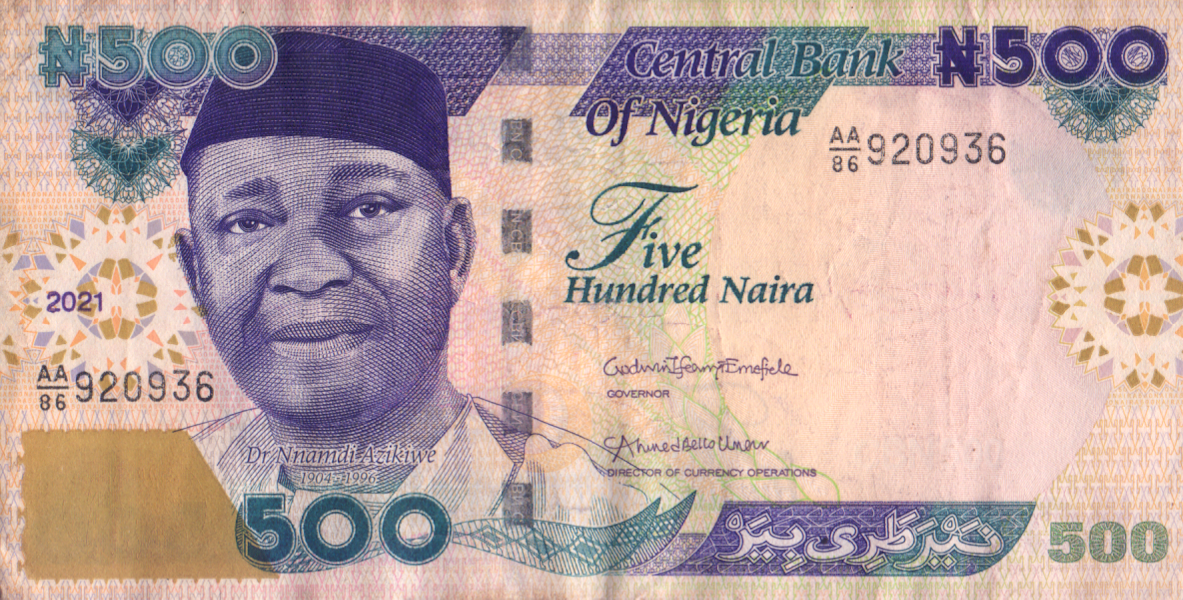 ₦500
Central Bank
Of Nigeria
₦500
AA
86 920936
Five
Hundred Naira
2021
AA
86 920936
Godwin Ifeanyi Emefiele
GOVERNOR
Ahmed Bello Umar
DIRECTOR OF CURRENCY OPERATIONS
Dr Nnamdi Azikiwe
1904 - 1996
500
نَيْرَ طَرِى بِيَرْ
500